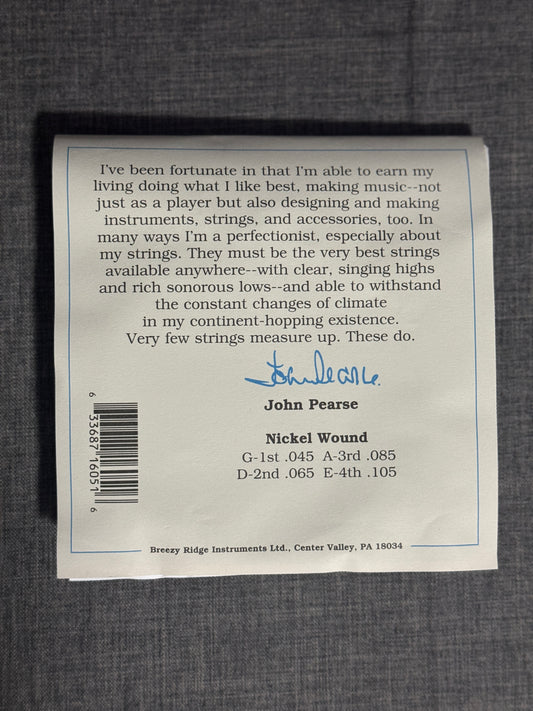 I've been fortunate in that I'm able to earn my
living doing what I like best, making music--not
just as a player but also designing and making
instruments, strings, and accessories, too. In
many ways I'm a perfectionist, especially about
my strings. They must be the very best strings
available anywhere--with clear, singing highs
and rich sonorous lows--and able to withstand
the constant changes of climate
in my continent-hopping existence.
Very few strings measure up. These do.
John Pearse
John Pearse
Nickel Wound
G-1st .045 A-3rd .085
D-2nd .065 E-4th .105
6 33687 16051 6
Breezy Ridge Instruments Ltd., Center Valley, PA 18034